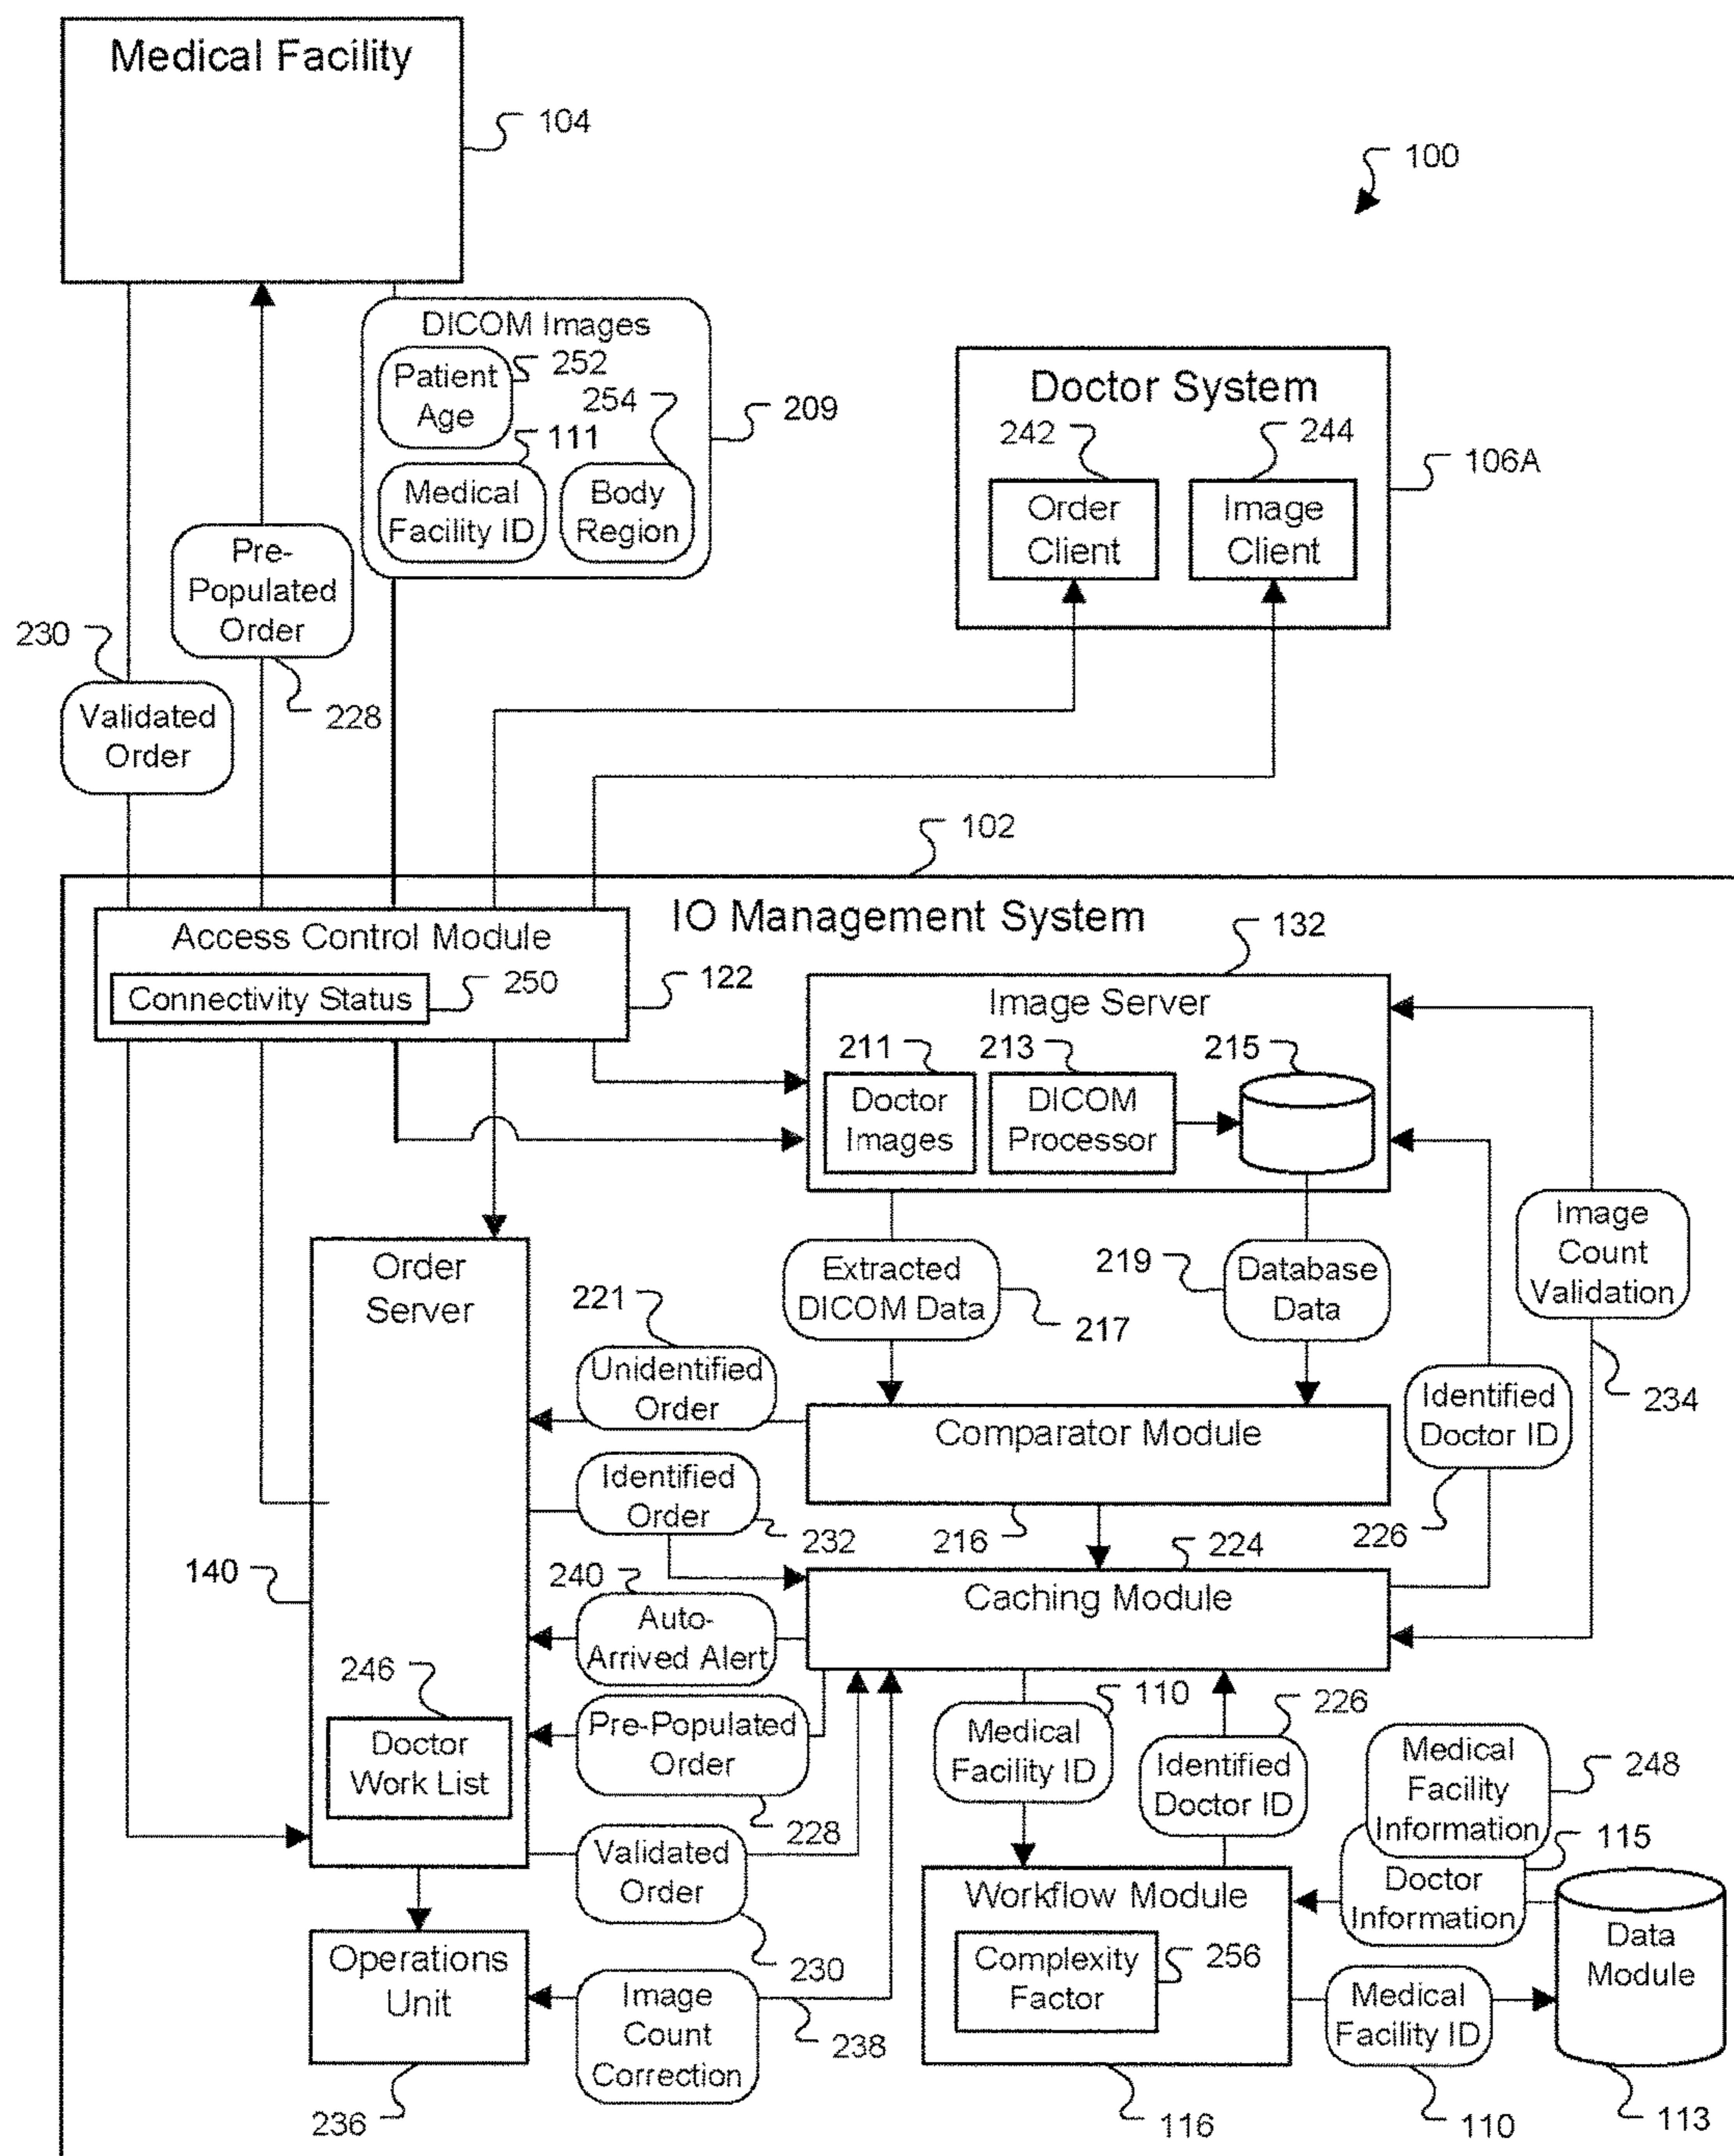 Medical Facility
104
100
DICOM Images
Patient
Age
252
254
111
Medical
Facility ID
Body
Region
209
Doctor System
242
244
106A
Order
Client
Image
Client
Pre-
Populated
Order
228
230
Validated
Order
102
IO Management System
Access Control Module
Connectivity Status
250
122
132
Image Server
211
213
215
Doctor
Images
DICOM
Processor
Order
Server
Extracted
DICOM Data
217
219
Database
Data
Image
Count
Validation
234
221
Unidentified
Order
Comparator Module
216
Identified
Doctor ID
226
Identified
Order
232
224
Caching Module
140
240
Auto-
Arrived Alert
246
Doctor
Work List
Pre-Populated
Order
228
Medical
Facility ID
110
226
Identified
Doctor ID
Medical
Facility
Information
248
115
Doctor
Information
Validated
Order
230
Workflow Module
Complexity
Factor
256
116
Data
Module
113
Medical
Facility ID
110
Operations
Unit
236
Image
Count
Correction
238